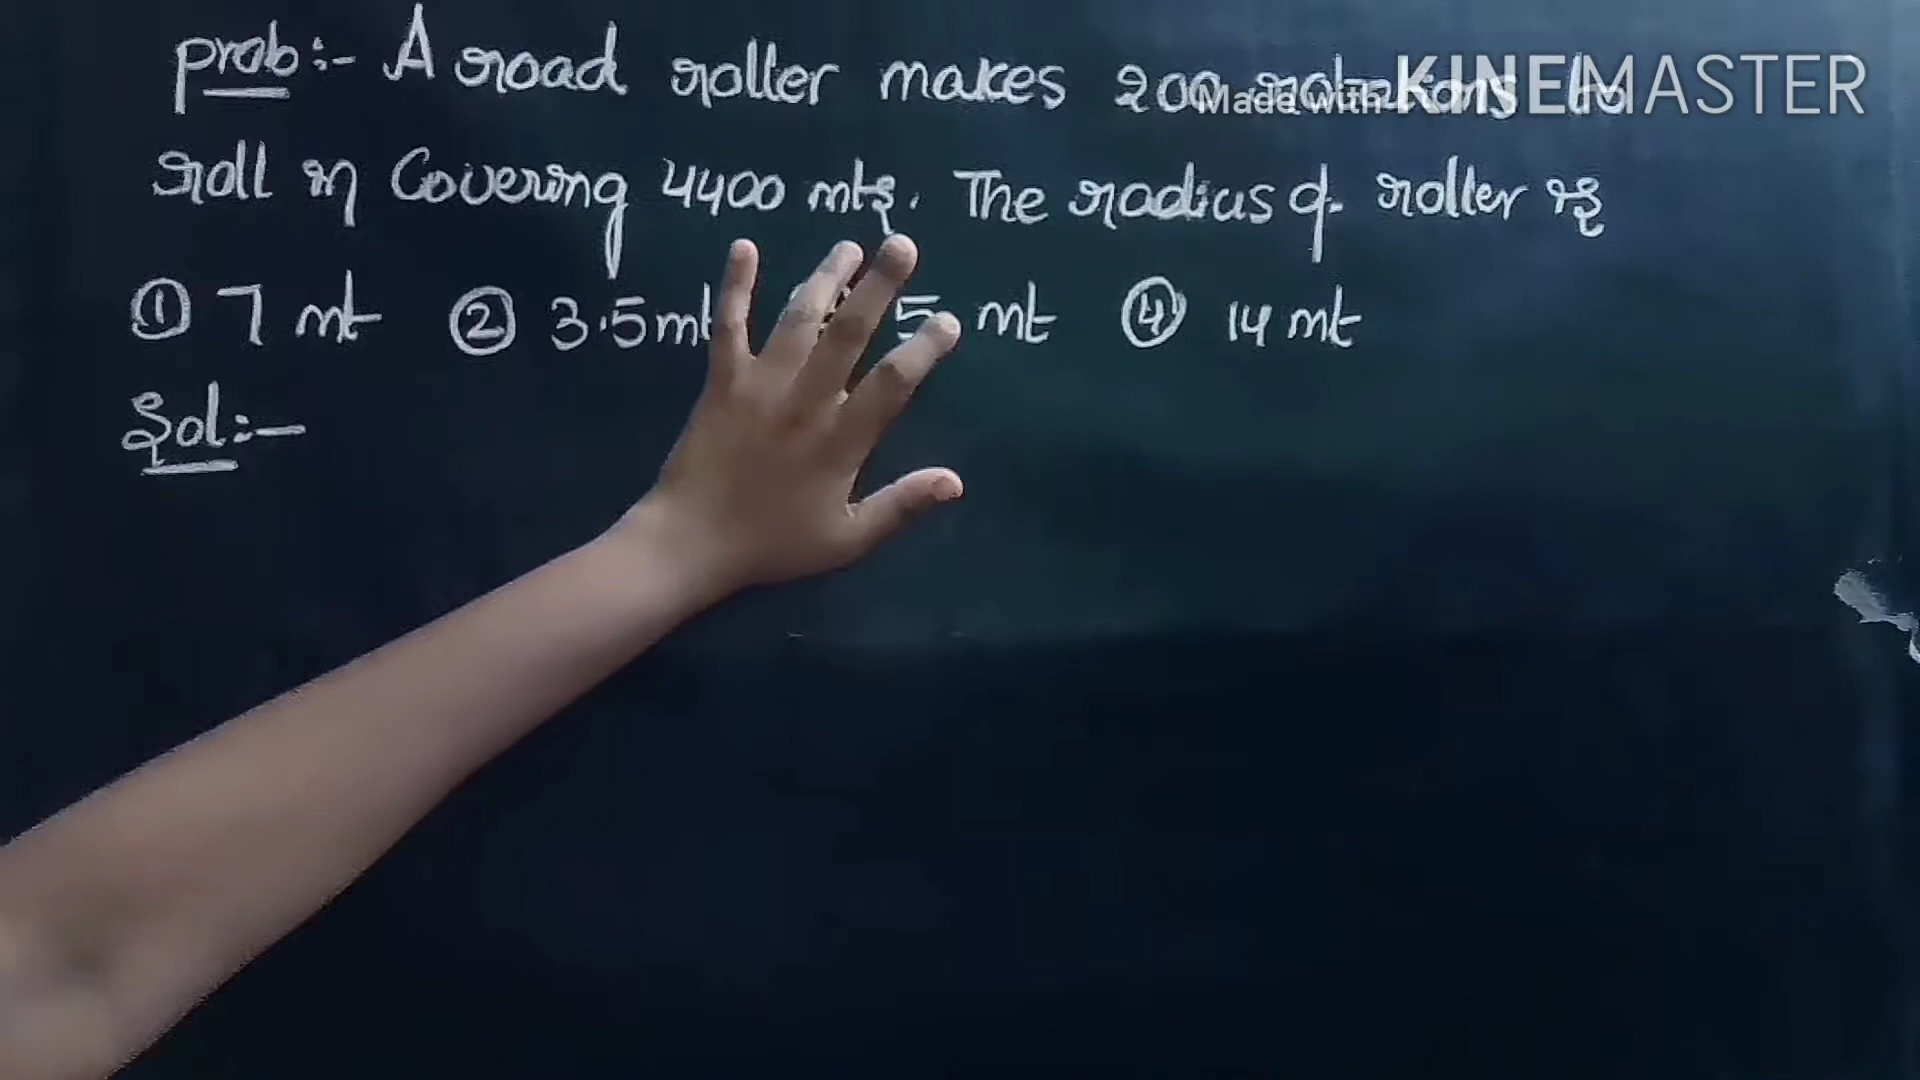 prob:- A road roller makes 200 rotations to
Made with KINEMASTER
roll in Covering 4400 mts. The radius of roller is
① 7 mt ② 3.5 mt 5 mt ④ 14 mt
Sol:-